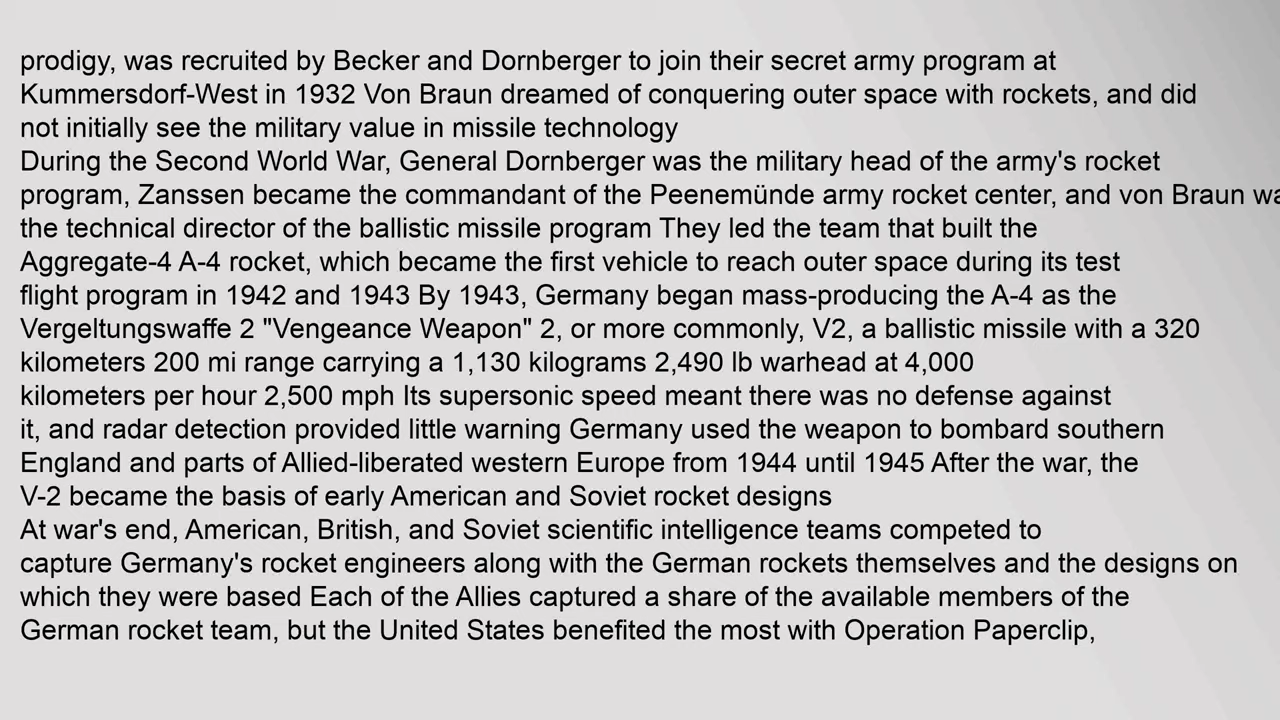 prodigy, was recruited by Becker and Dornberger to join their secret army program at
Kummersdorf-West in 1932 Von Braun dreamed of conquering outer space with rockets, and did
not initially see the military value in missile technology
During the Second World War, General Dornberger was the military head of the army's rocket
program, Zanssen became the commandant of the Peenemünde army rocket center, and von Braun
the technical director of the ballistic missile program They led the team that built the
Aggregate-4 A-4 rocket, which became the first vehicle to reach outer space during its test
flight program in 1942 and 1943 By 1943, Germany began mass-producing the A-4 as the
Vergeltungswaffe 2 "Vengeance Weapon" 2, or more commonly, V2, a ballistic missile with a 320
kilometers 200 mi range carrying a 1,130 kilograms 2,490 lb warhead at 4,000
kilometers per hour 2,500 mph Its supersonic speed meant there was no defense against
it, and radar detection provided little warning Germany used the weapon to bombard southern
England and parts of Allied-liberated western Europe from 1944 until 1945 After the war, the
V-2 became the basis of early American and Soviet rocket designs
At war's end, American, British, and Soviet scientific intelligence teams competed to
capture Germany's rocket engineers along with the German rockets themselves and the designs on
which they were based Each of the Allies captured a share of the available members of the
German rocket team, but the United States benefited the most with Operation Paperclip,